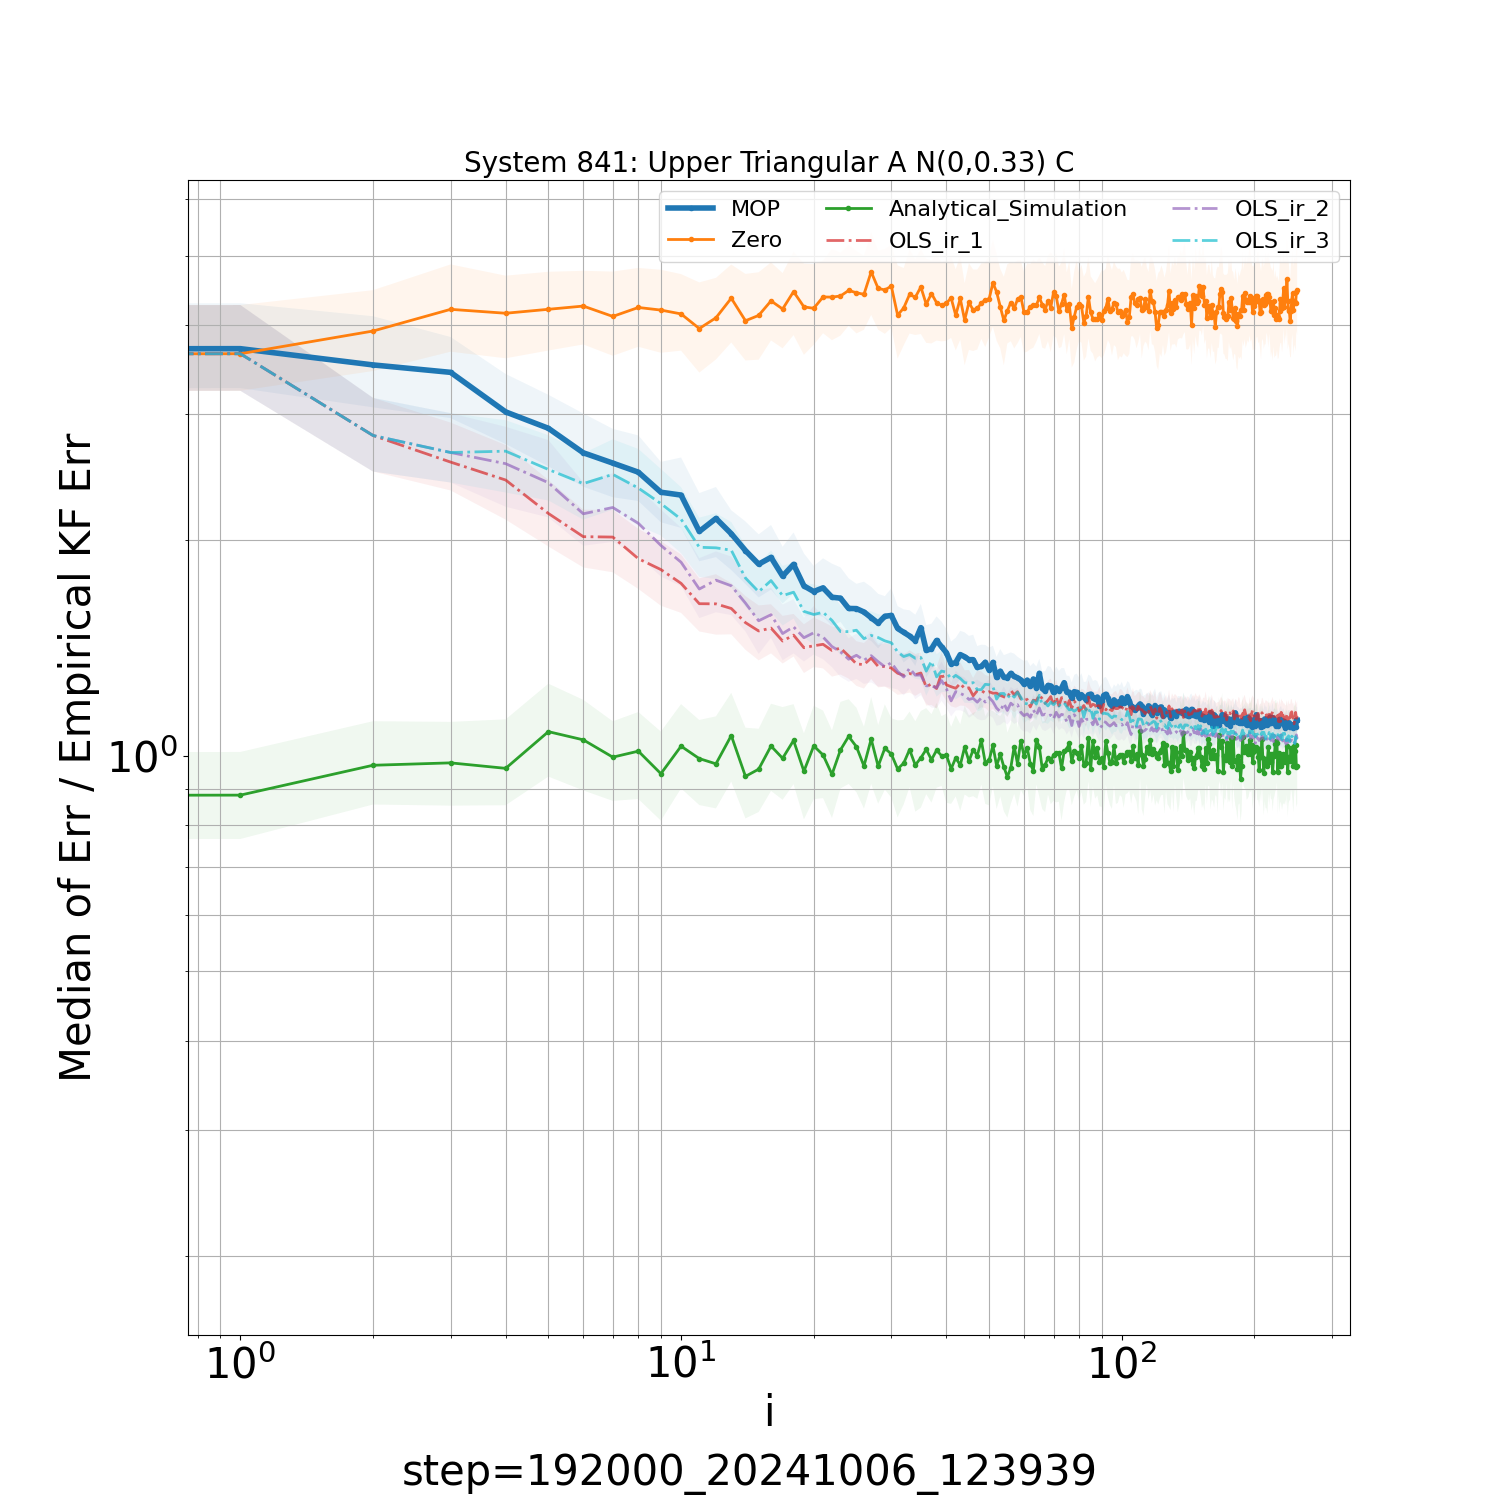 System 841: Upper Triangular A N(0,0.33) C
MOP
Zero
Analytical_Simulation
OLS_ir_1
OLS_ir_2
OLS_ir_3
Median of Err / Empirical KF Err
10⁰
10⁰
10¹
10²
i
step=192000_20241006_123939